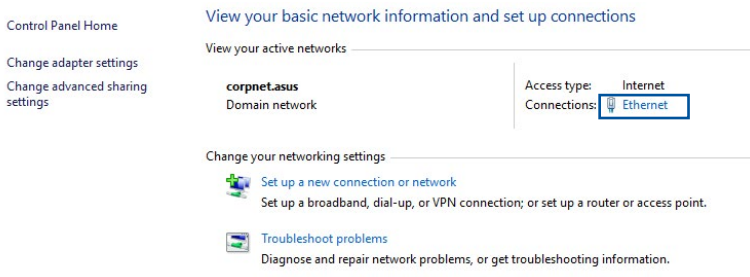 View your basic network information and set up connections
Control Panel Home
View your active networks
Change adapter settings
Change advanced sharing
settings
corpnet.asus
Domain network
Access type: Internet
Connections: Ethernet
Change your networking settings
Set up a new connection or network
Set up a broadband, dial-up, or VPN connection; or set up a router or access point.
Troubleshoot problems
Diagnose and repair network problems, or get troubleshooting information.